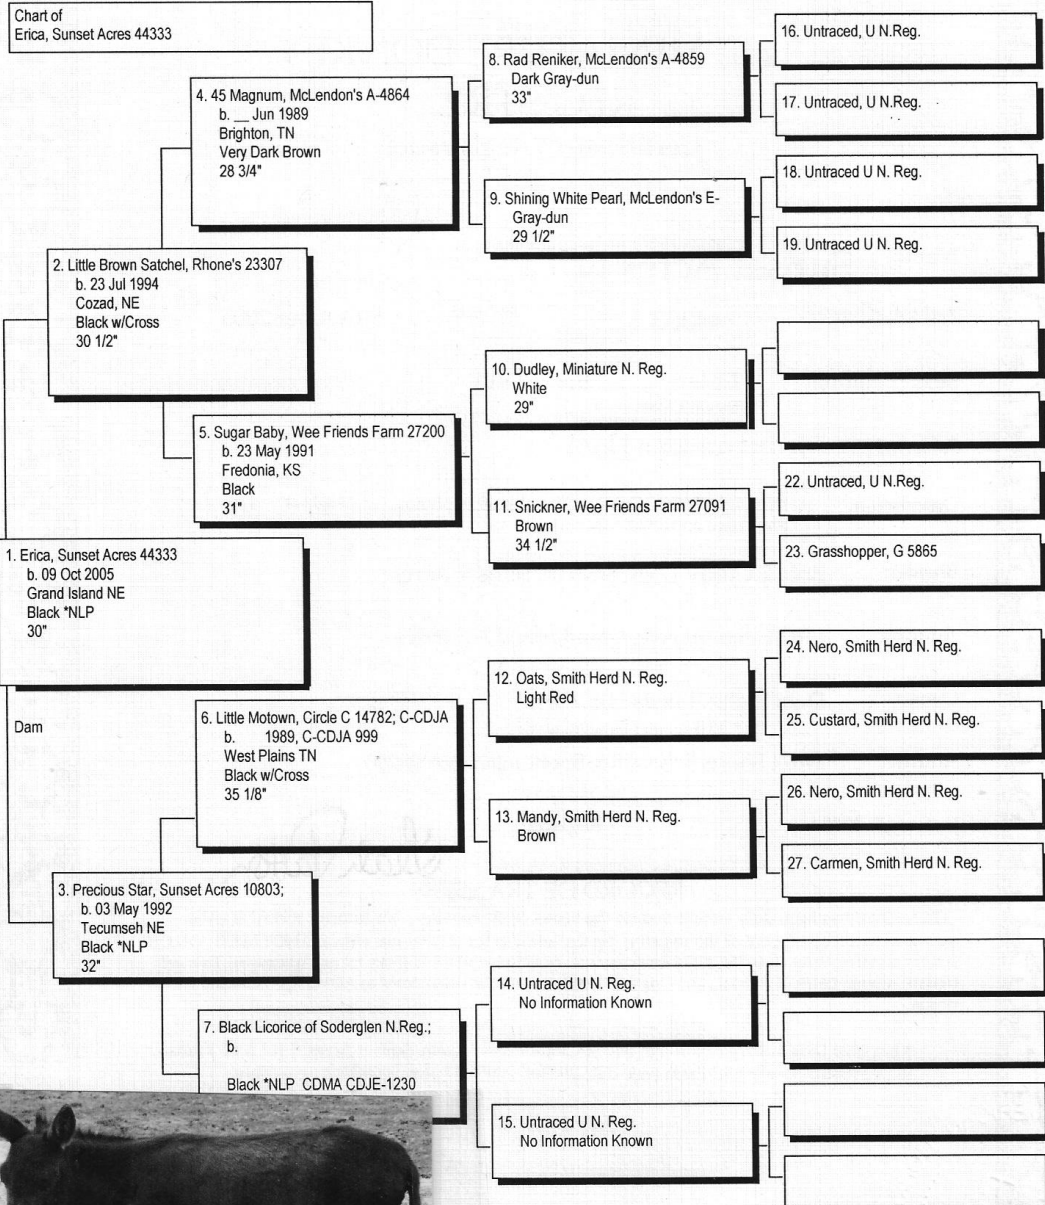 Chart of
Erica, Sunset Acres 44333
1. Erica, Sunset Acres 44333
b. 09 Oct 2005
Grand Island NE
Black *NLP
30"
Dam
2. Little Brown Satchel, Rhone's 23307
b. 23 Jul 1994
Cozad, NE
Black w/Cross
30 1/2"
3. Precious Star, Sunset Acres 10803;
b. 03 May 1992
Tecumseh NE
Black *NLP
32"
4. 45 Magnum, McLendon's A-4864
b. __ Jun 1989
Brighton, TN
Very Dark Brown
28 3/4"
5. Sugar Baby, Wee Friends Farm 27200
b. 23 May 1991
Fredonia, KS
Black
31"
6. Little Motown, Circle C 14782; C-CDJA
b. 1989, C-CDJA 999
West Plains TN
Black w/Cross
35 1/8"
7. Black Licorice of Soderglen N.Reg.;
b.
Black *NLP CDMA CDJE-1230
8. Rad Reniker, McLendon's A-4859
Dark Gray-dun
33"
9. Shining White Pearl, McLendon's E-
Gray-dun
29 1/2"
10. Dudley, Miniature N. Reg.
White
29"
11. Snickner, Wee Friends Farm 27091
Brown
34 1/2"
12. Oats, Smith Herd N. Reg.
Light Red
13. Mandy, Smith Herd N. Reg.
Brown
14. Untraced U N. Reg.
No Information Known
15. Untraced U N. Reg.
No Information Known
16. Untraced, U N.Reg.
17. Untraced, U N.Reg.
18. Untraced U N. Reg.
19. Untraced U N. Reg.
22. Untraced, U N.Reg.
23. Grasshopper, G 5865
24. Nero, Smith Herd N. Reg.
25. Custard, Smith Herd N. Reg.
26. Nero, Smith Herd N. Reg.
27. Carmen, Smith Herd N. Reg.